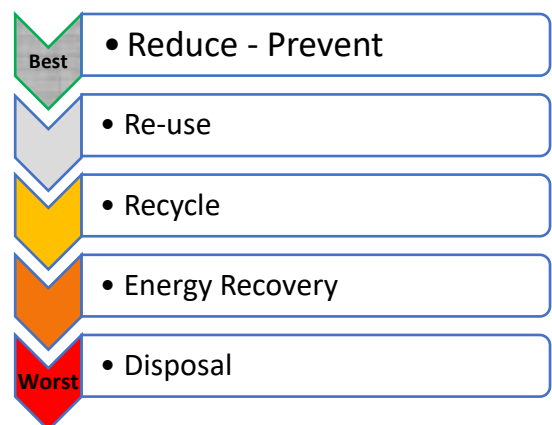 Best
• Reduce - Prevent
• Re-use
• Recycle
• Energy Recovery
Worst
• Disposal